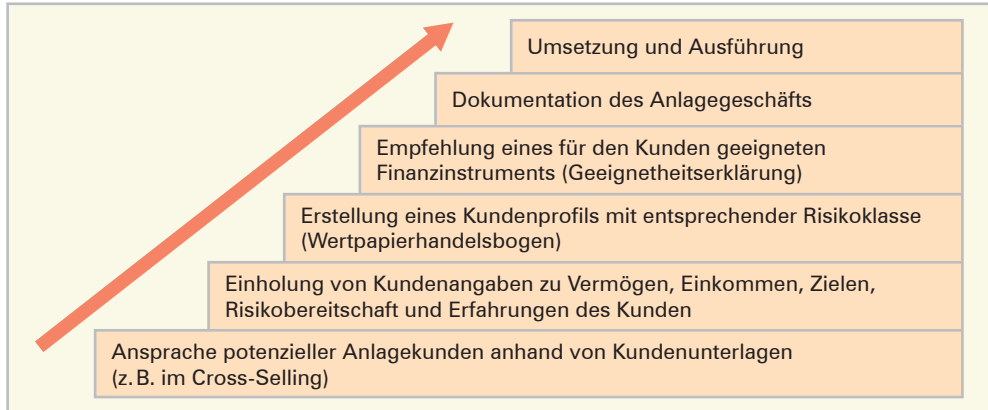 Umsetzung und Ausführung
Dokumentation des Anlagegeschäfts
Empfehlung eines für den Kunden geeigneten
Finanzinstruments (Geeignetheitserklärung)
Erstellung eines Kundenprofils mit entsprechender Risikoklasse
(Wertpapierhandelsbogen)
Einholung von Kundenangaben zu Vermögen, Einkommen, Zielen,
Risikobereitschaft und Erfahrungen des Kunden
Ansprache potenzieller Anlagekunden anhand von Kundenunterlagen
(z. B. im Cross-Selling)